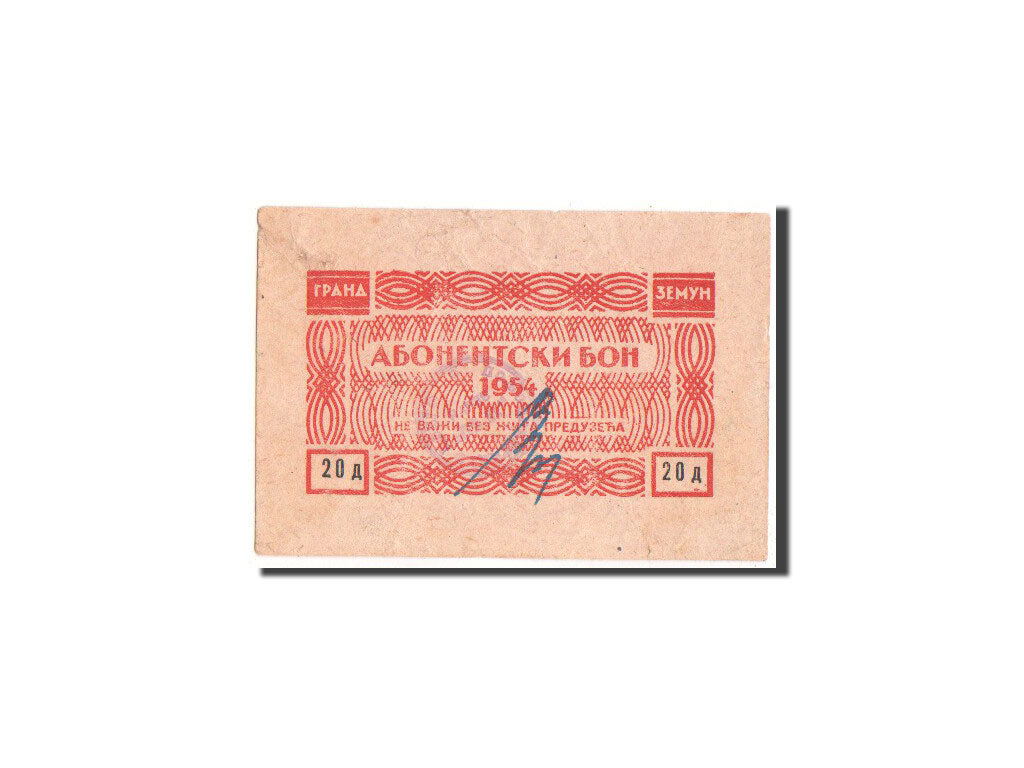 ГРАНД ЗЕМУН
АБОНЕНТСКИ БОН
1954
НЕ ВАЖИ БЕЗ ЖИГА ПРЕДУЗЕЋА
20 Д 20 Д